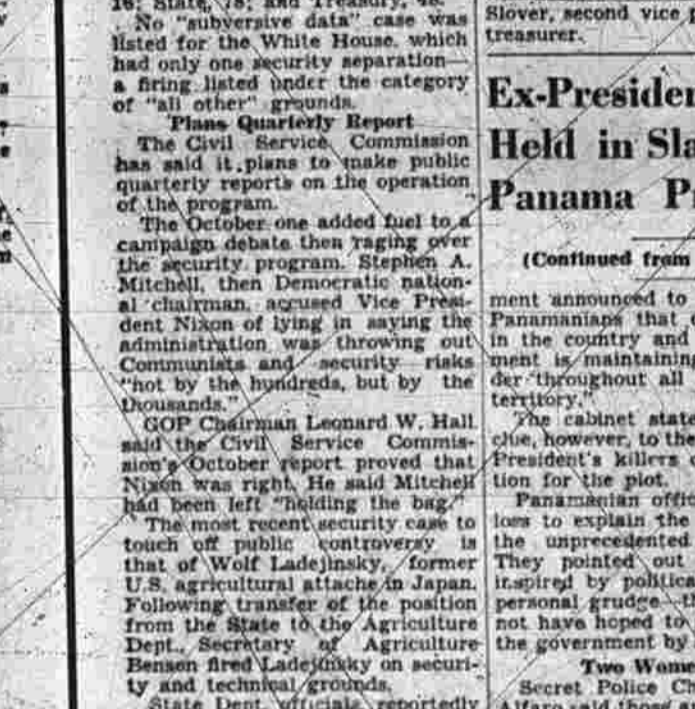 16; State, 78; and Treasury, 48.
No "subversive data" case was
listed for the White House, which
had only one security separation—
a firing listed under the category
of "all other" grounds.
Plans Quarterly Report
The Civil Service Commission
has said it plans to make public
quarterly reports on the operation
of the program.
The October one added fuel to a
campaign debate then raging over
the security program. Stephen A.
Mitchell, then Democratic nation-
al chairman, accused Vice Presi-
dent Nixon of lying in saying the
administration was throwing out
Communists and security risks
"not by the hundreds, but by the
thousands."
GOP Chairman Leonard W. Hall
said the Civil Service Commis-
sion's October report proved that
Nixon was right. He said Mitchell
had been left "holding the bag."
The most recent security case to
touch off public controversy is
that of Wolf Ladejinsky, former
U.S. agricultural attache in Japan.
Following transfer of the position
from the State to the Agriculture
Dept., Secretary of Agriculture
Benson fired Ladejinsky on securi-
ty and technical grounds.
State Dept. officials reportedly
Slover, second vice
treasurer.
Ex-Presiden
Held in Sla
Panama P
(Continued from
ment announced to
Panamanians that
in the country and
ment is maintaining
der "throughout all
territory."
The cabinet state
clue, however, to the
President's killers o
tion for the plot.
Panamanian offi
loss to explain the
the unprecedented
They pointed out
inspired by politica
personal grudge—t
not have hoped to
the government by
Two Wom
Secret Police Ch
Alfaro said those a